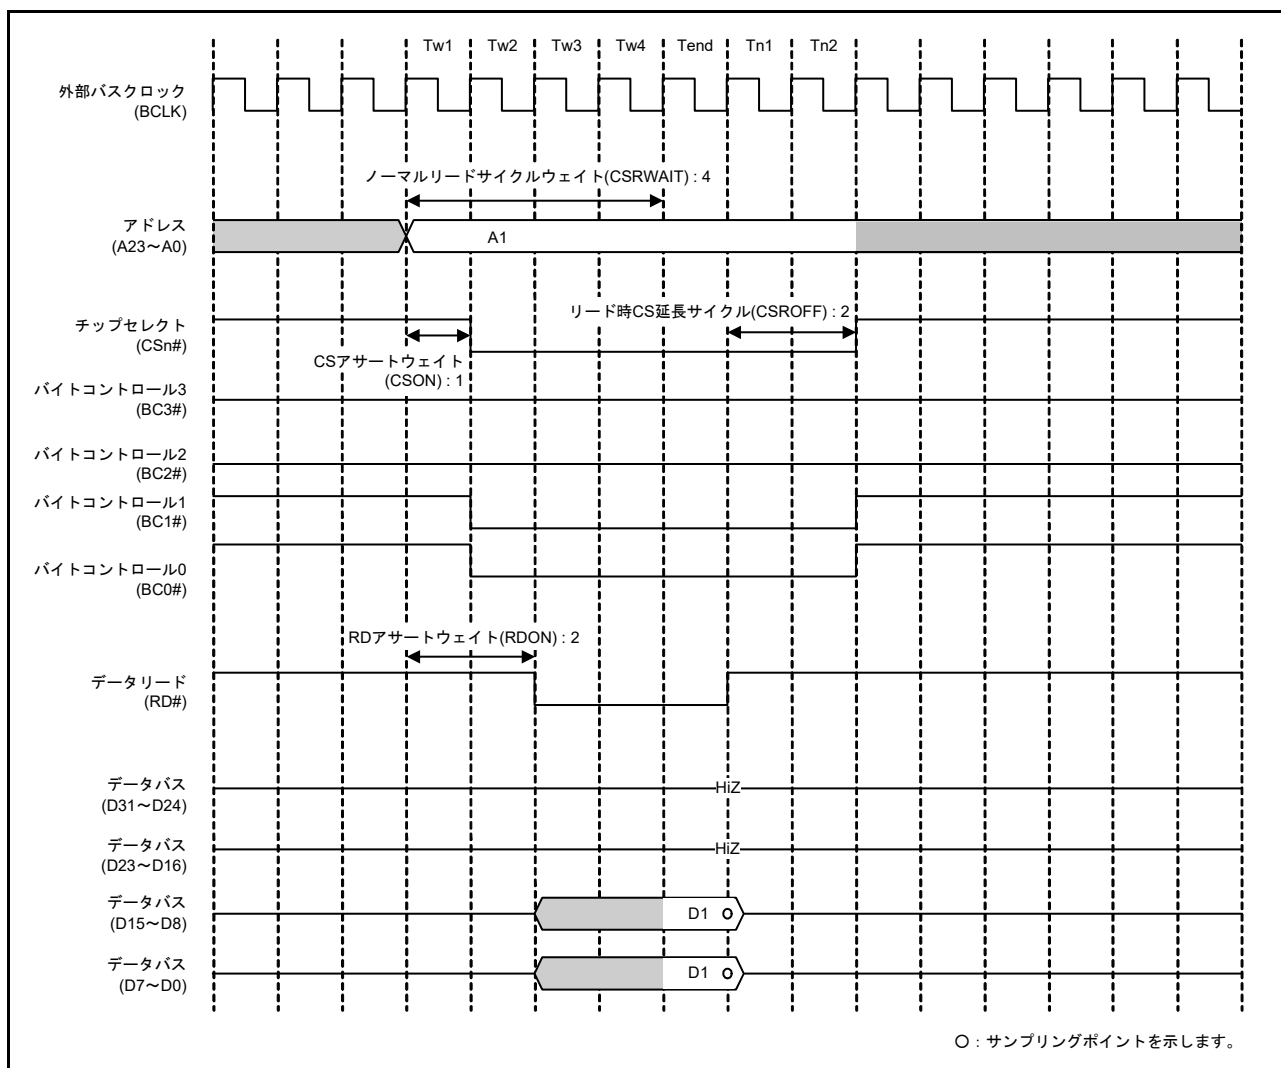 Tw1 Tw2 Tw3 Tw4 Tend Tn1 Tn2
外部バスクロック
(BCLK)
ノーマルリードサイクルウェイト(CSRWAIT) : 4
アドレス
(A23～A0)
A1
リード時CS延長サイクル(CSROFF) : 2
チップセレクト
(CSn#)
CSアサートウェイト
(CSON) : 1
バイトコントロール3
(BC3#)
バイトコントロール2
(BC2#)
バイトコントロール1
(BC1#)
バイトコントロール0
(BC0#)
RDアサートウェイト(RDON) : 2
データリード
(RD#)
データバス
(D31～D24)
HiZ
データバス
(D23～D16)
HiZ
データバス
(D15～D8)
D1
データバス
(D7～D0)
D1
○ : サンプリングポイントを示します。